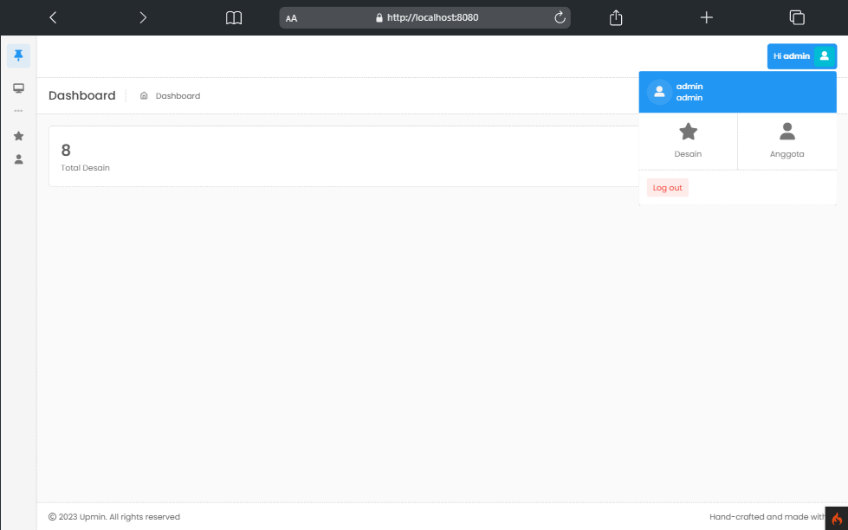 AA
http://localhost:8080
Hi admin
Dashboard
Dashboard
admin
admin
Desain
Anggota
Log out
8
Total Desain
© 2023 Upmin. All rights reserved
Hand-crafted and made with